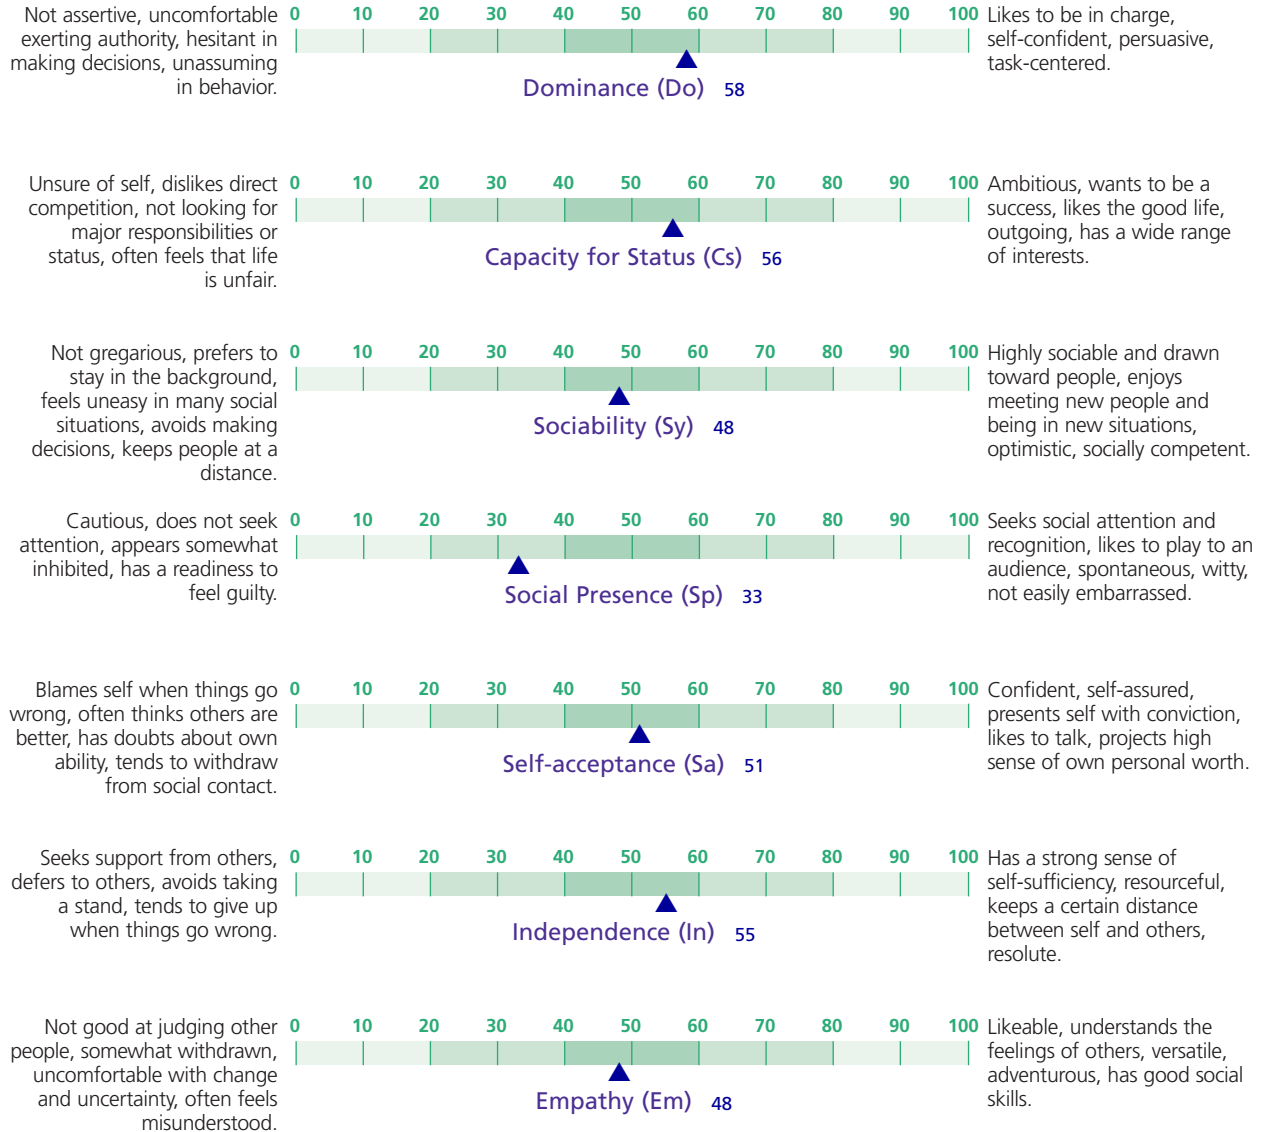 Not assertive, uncomfortable
exerting authority, hesitant in
making decisions, unassuming
in behavior.
0 10 20 30 40 50 60 70 80 90 100
Dominance (Do) 58
Likes to be in charge,
self-confident, persuasive,
task-centered.
Unsure of self, dislikes direct
competition, not looking for
major responsibilities or
status, often feels that life
is unfair.
0 10 20 30 40 50 60 70 80 90 100
Capacity for Status (Cs) 56
Ambitious, wants to be a
success, likes the good life,
outgoing, has a wide range
of interests.
Not gregarious, prefers to
stay in the background,
feels uneasy in many social
situations, avoids making
decisions, keeps people at a
distance.
0 10 20 30 40 50 60 70 80 90 100
Sociability (Sy) 48
Highly sociable and drawn
toward people, enjoys
meeting new people and
being in new situations,
optimistic, socially competent.
Cautious, does not seek
attention, appears somewhat
inhibited, has a readiness to
feel guilty.
0 10 20 30 40 50 60 70 80 90 100
Social Presence (Sp) 33
Seeks social attention and
recognition, likes to play to an
audience, spontaneous, witty,
not easily embarrassed.
Blames self when things go
wrong, often thinks others are
better, has doubts about own
ability, tends to withdraw
from social contact.
0 10 20 30 40 50 60 70 80 90 100
Self-acceptance (Sa) 51
Confident, self-assured,
presents self with conviction,
likes to talk, projects high
sense of own personal worth.
Seeks support from others,
defers to others, avoids taking
a stand, tends to give up
when things go wrong.
0 10 20 30 40 50 60 70 80 90 100
Independence (In) 55
Has a strong sense of
self-sufficiency, resourceful,
keeps a certain distance
between self and others,
resolute.
Not good at judging other
people, somewhat withdrawn,
uncomfortable with change
and uncertainty, often feels
misunderstood.
0 10 20 30 40 50 60 70 80 90 100
Empathy (Em) 48
Likeable, understands the
feelings of others, versatile,
adventurous, has good social
skills.